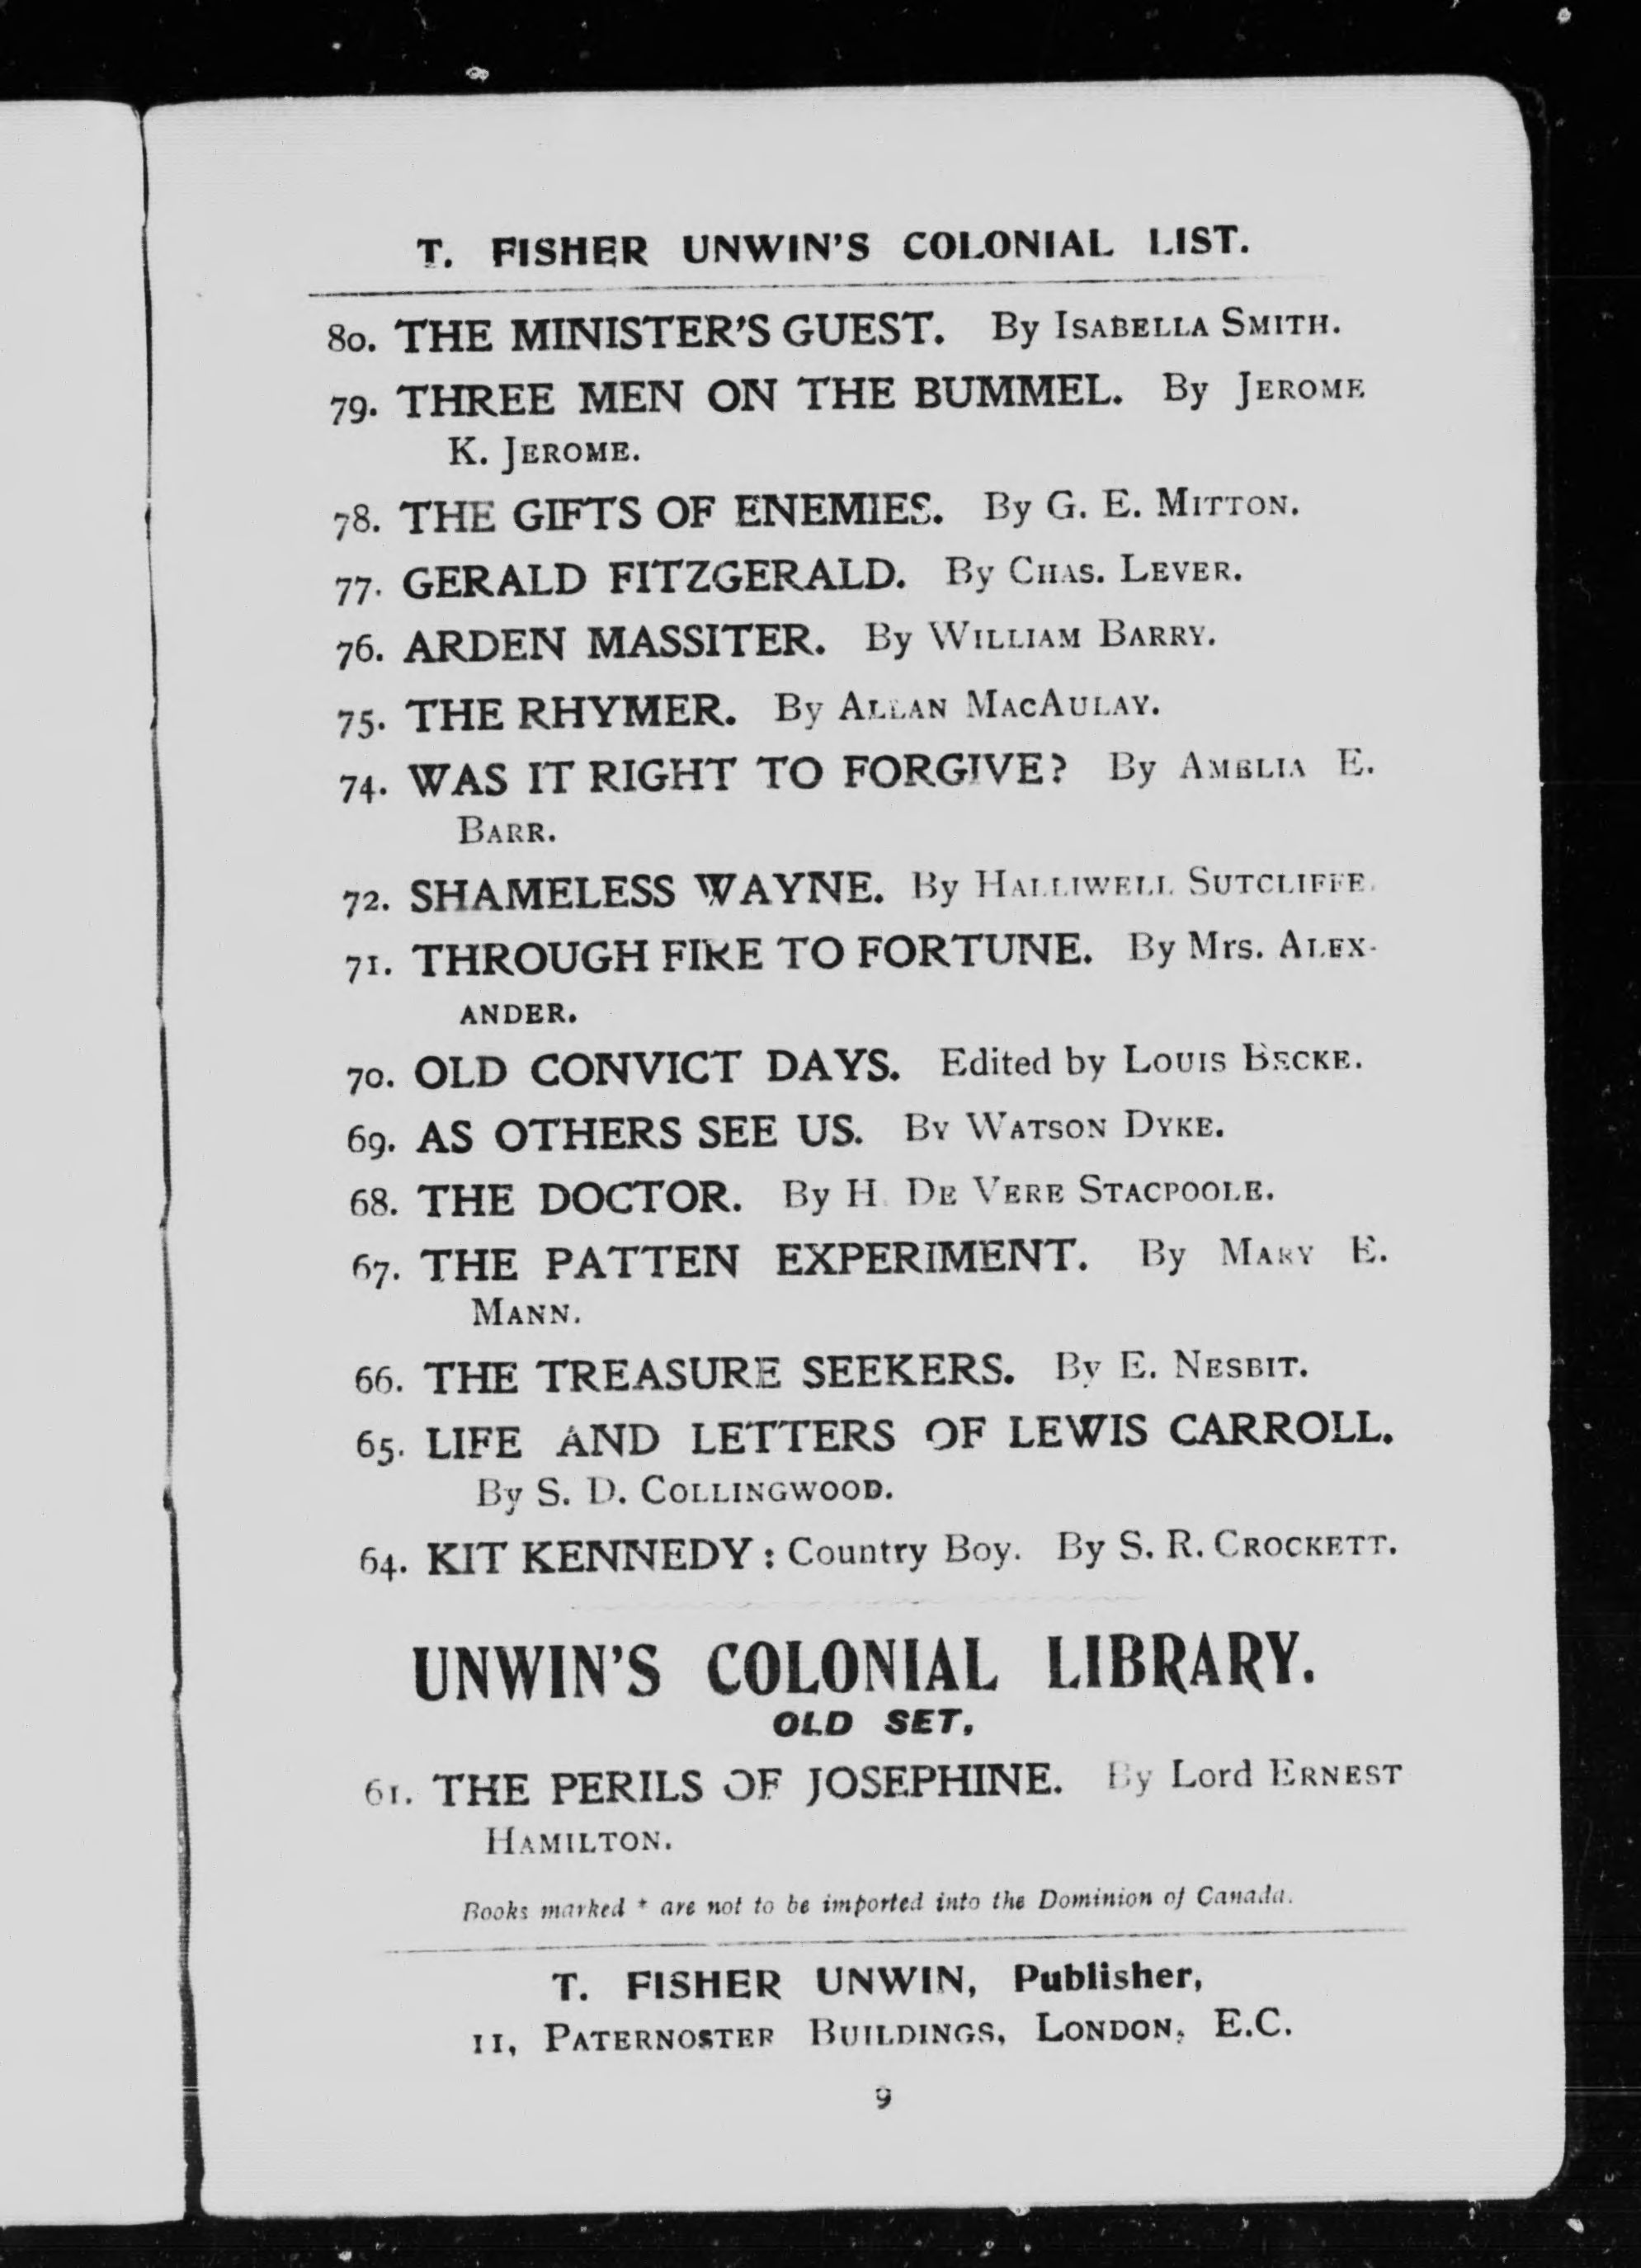 T. FISHER UNWIN'S COLONIAL LIST.
80. THE MINISTER'S GUEST. By ISABELLA SMITH.
79. THREE MEN ON THE BUMMEL. By JEROME
K. JEROME.
78. THE GIFTS OF ENEMIES. By G. E. MITTON.
77. GERALD FITZGERALD. By CHAS. LEVER.
76. ARDEN MASSITER. By WILLIAM BARRY.
75. THE RHYMER. By ALLAN MACAULAY.
74. WAS IT RIGHT TO FORGIVE? By AMELIA E.
BARR.
72. SHAMELESS WAYNE. By HALLIWELL SUTCLIFFE.
71. THROUGH FIRE TO FORTUNE. By Mrs. ALEX-
ANDER.
70. OLD CONVICT DAYS. Edited by LOUIS BECKE.
69. AS OTHERS SEE US. By WATSON DYKE.
68. THE DOCTOR. By H. DE VERE STACPOOLE.
67. THE PATTEN EXPERIMENT. By MARY E.
MANN.
66. THE TREASURE SEEKERS. By E. NESBIT.
65. LIFE AND LETTERS OF LEWIS CARROLL.
By S. D. COLLINGWOOD.
64. KIT KENNEDY: Country Boy. By S. R. CROCKETT.
UNWIN'S COLONIAL LIBRARY.
OLD SET.
61. THE PERILS OF JOSEPHINE. By Lord ERNEST
HAMILTON.
Books marked * are not to be imported into the Dominion of Canada.
T. FISHER UNWIN, Publisher,
11, PATERNOSTER BUILDINGS, LONDON, E.C.
9